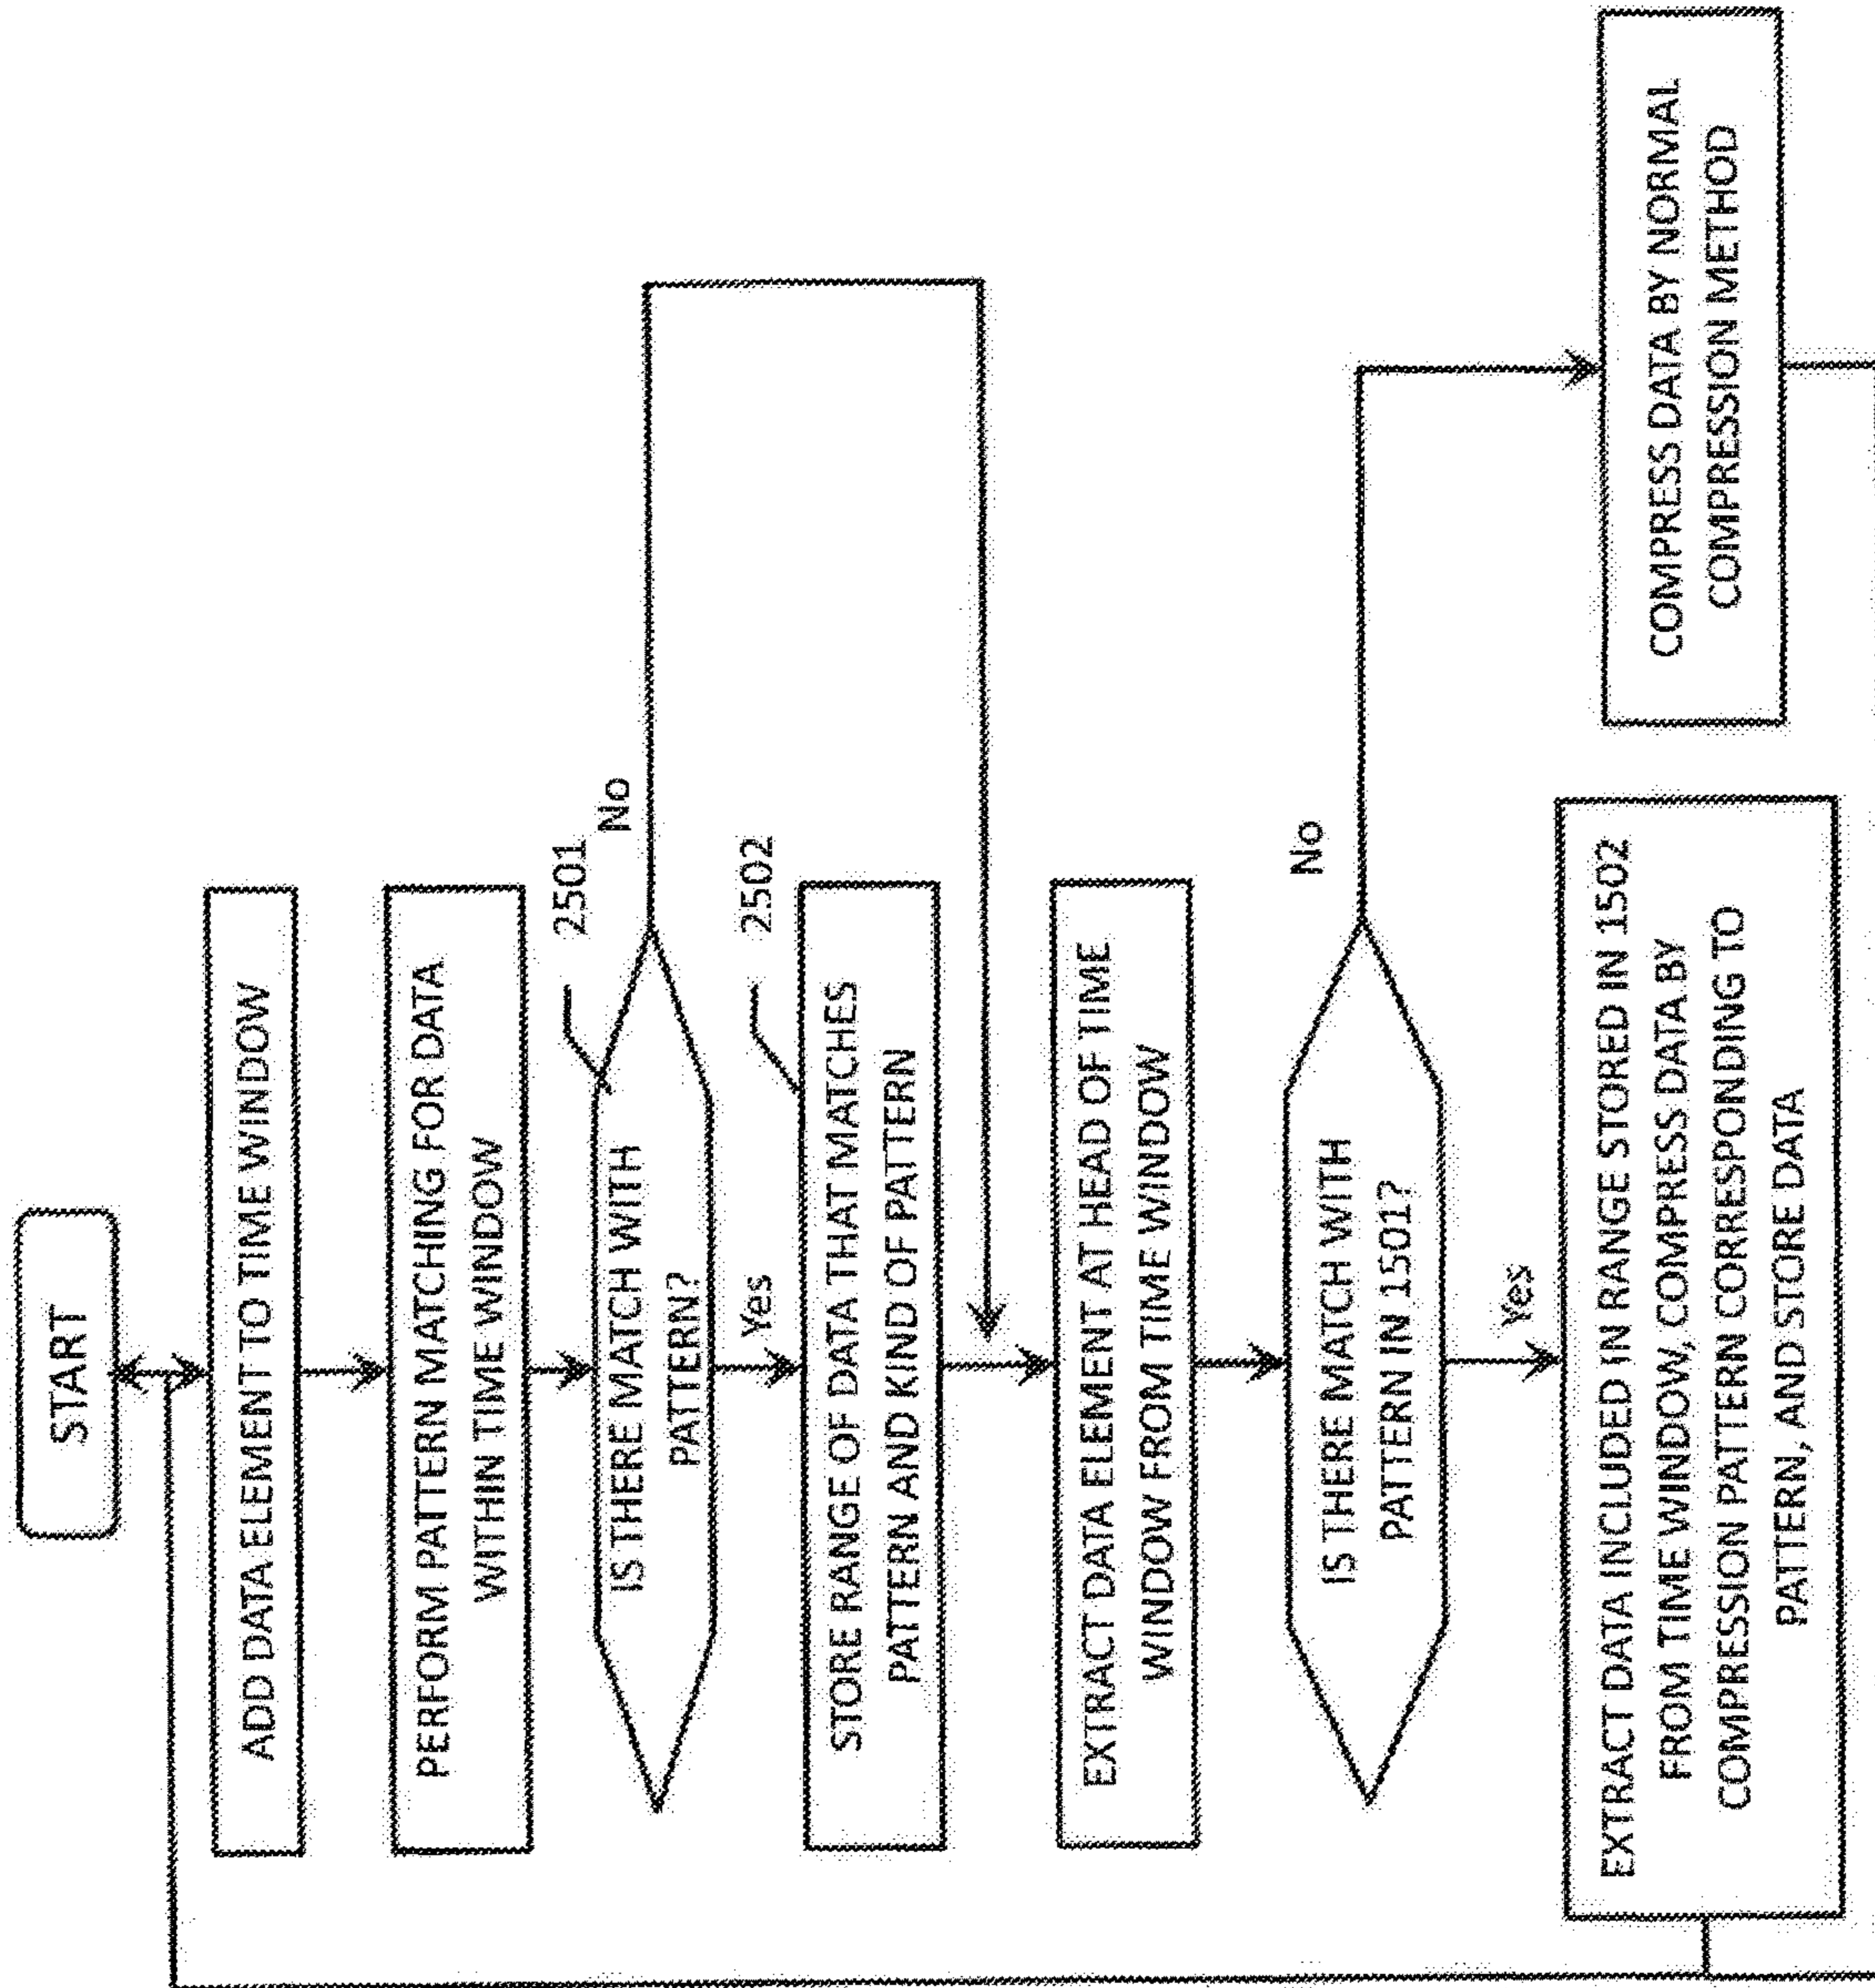 START
ADD DATA ELEMENT TO TIME WINDOW
PERFORM PATTERN MATCHING FOR DATA
WITHIN TIME WINDOW
2501
IS THERE MATCH WITH
PATTERN?
No
Yes
2502
STORE RANGE OF DATA THAT MATCHES
PATTERN AND KIND OF PATTERN
EXTRACT DATA ELEMENT AT HEAD OF TIME
WINDOW FROM TIME WINDOW
IS THERE MATCH WITH
PATTERN IN 1501?
No
Yes
EXTRACT DATA INCLUDED IN RANGE STORED IN 1502
FROM TIME WINDOW, COMPRESS DATA BY
COMPRESSION PATTERN CORRESPONDING TO
PATTERN, AND STORE DATA
COMPRESS DATA BY NORMAL
COMPRESSION METHOD